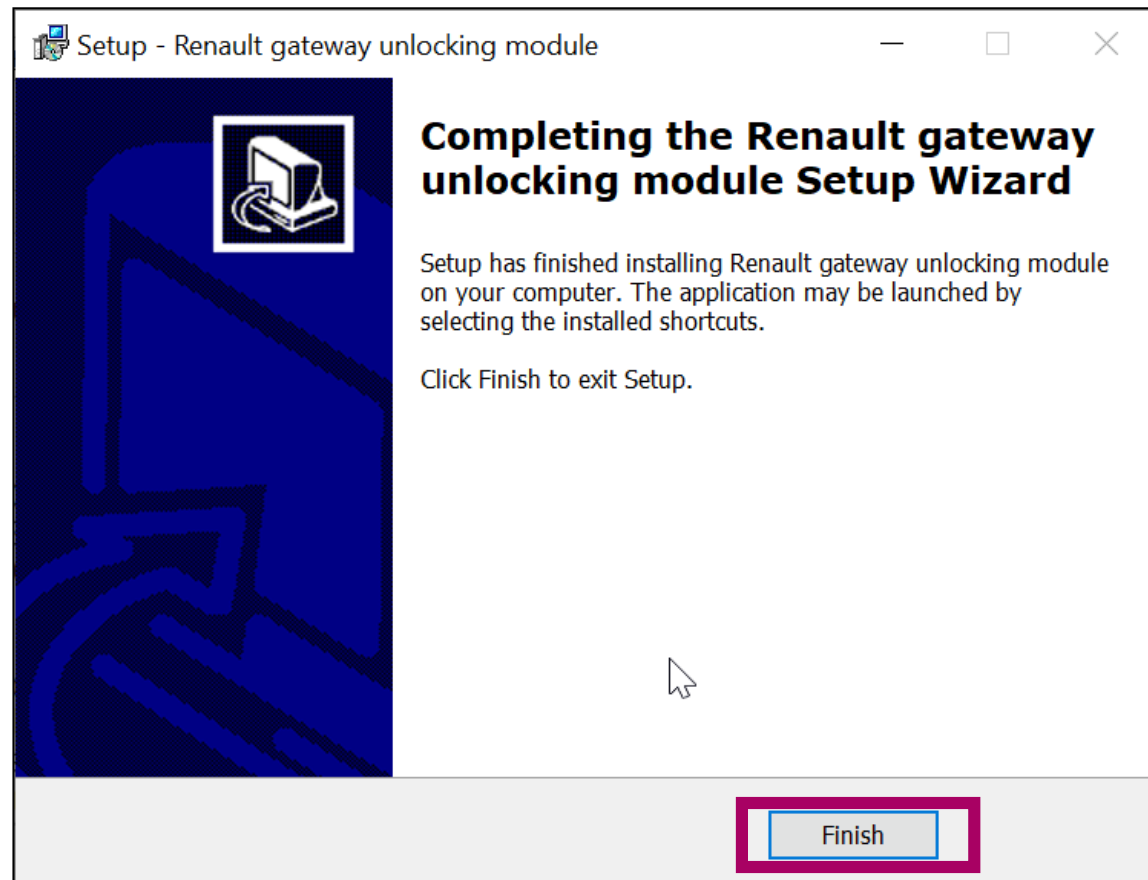 Setup - Renault gateway unlocking module
Completing the Renault gateway
unlocking module Setup Wizard
Setup has finished installing Renault gateway unlocking module
on your computer. The application may be launched by
selecting the installed shortcuts.
Click Finish to exit Setup.
Finish